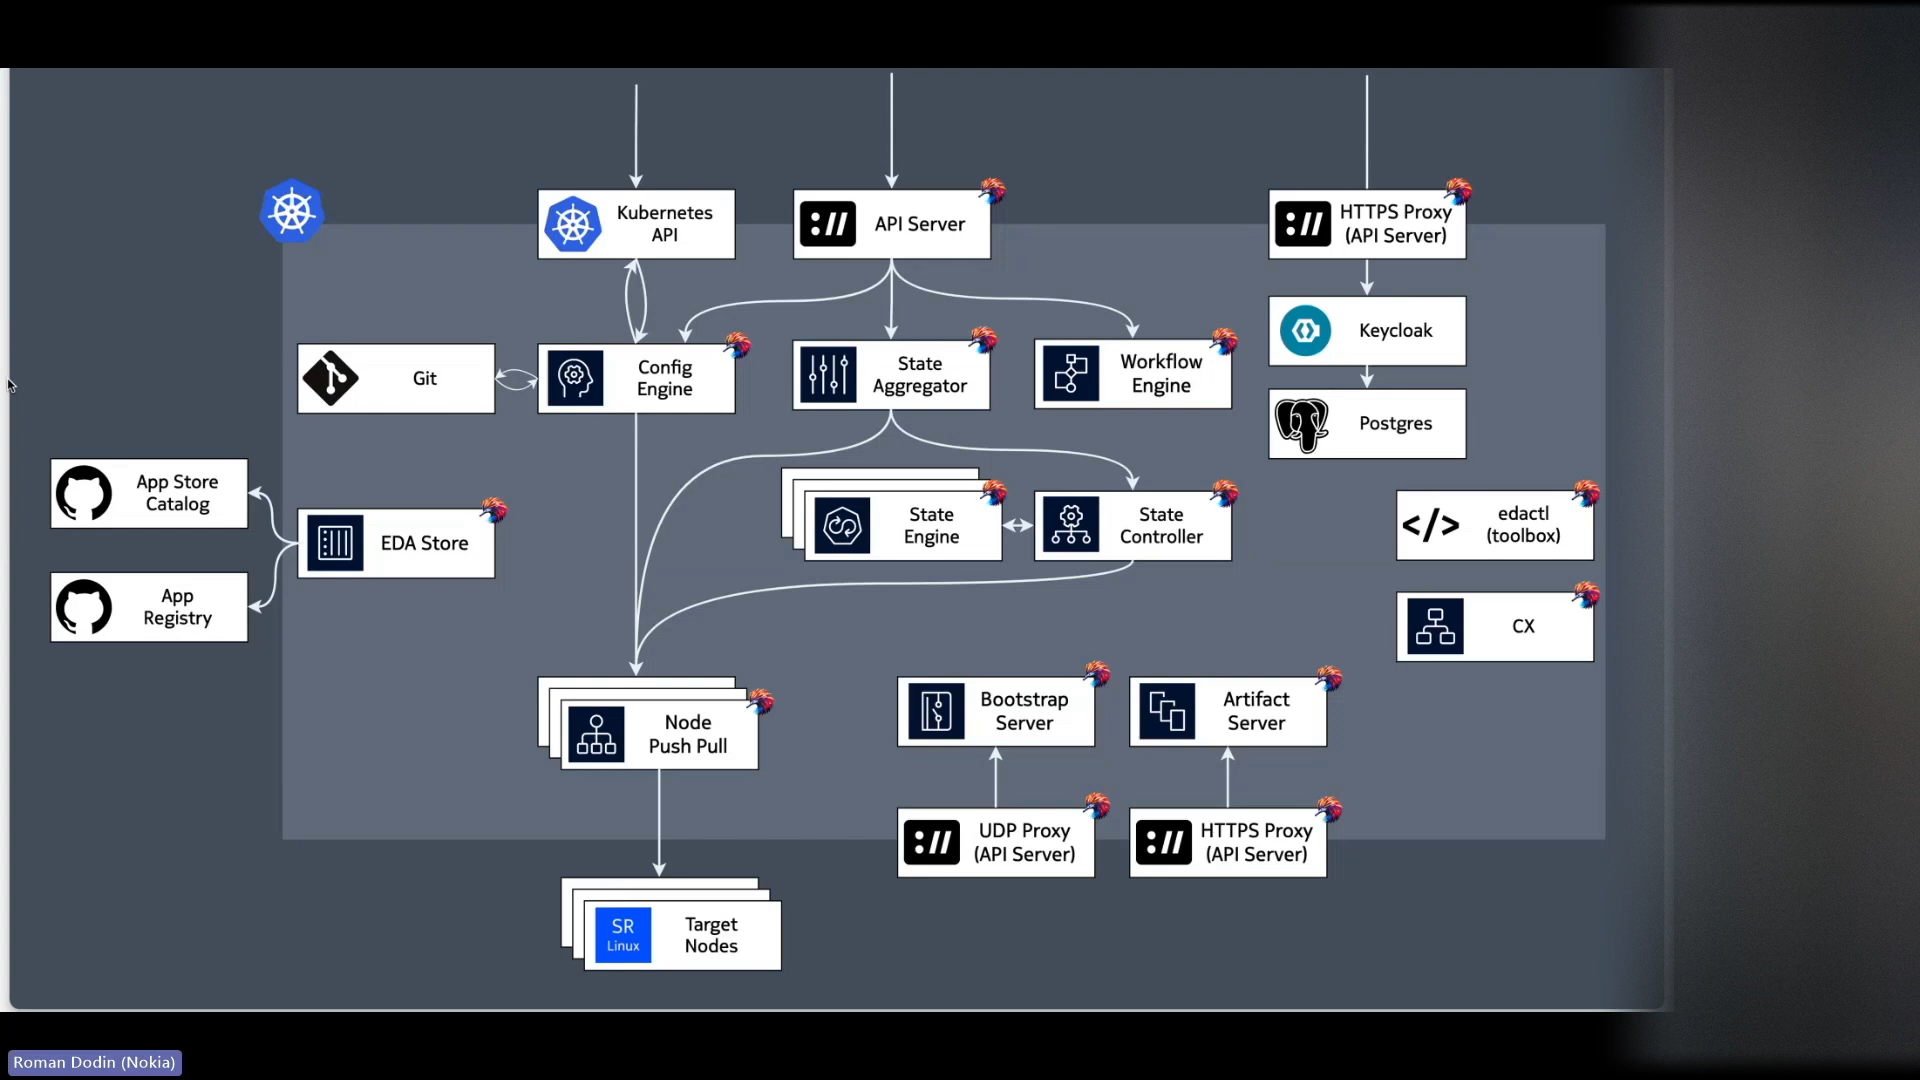 Kubernetes
API
:// API Server
:// HTTPS Proxy
(API Server)
Keycloak
Postgres
Git
Config
Engine
State
Aggregator
Workflow
Engine
App Store
Catalog
EDA Store
App
Registry
State
Engine
State
Controller
</> edactl
(toolbox)
CX
Node
Push Pull
Bootstrap
Server
Artifact
Server
:// UDP Proxy
(API Server)
:// HTTPS Proxy
(API Server)
SR
Linux
Target
Nodes
Roman Dodin (Nokia)